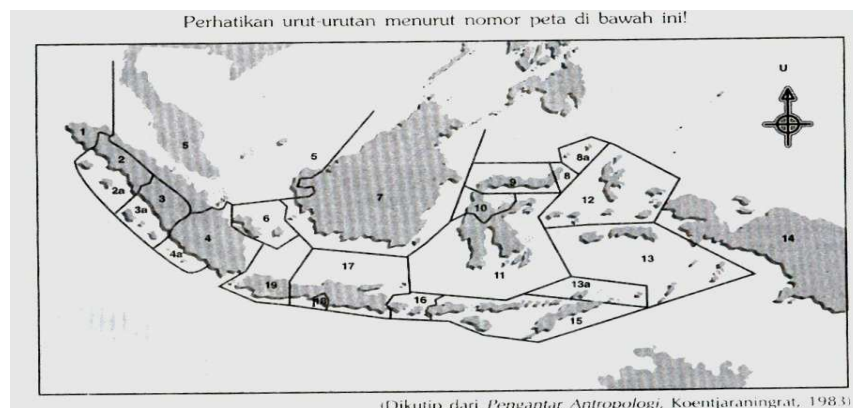 Perhatikan urut-urutan menurut nomor peta di bawah ini!
U
1
5
5
2
8a
9
8
2a
3
7
10
12
3a
6
4
14
4a
17
11
13
19
13a
18
16
15
(Dikutip dari Pengantar Antropologi, Koentjaraningrat, 1983)